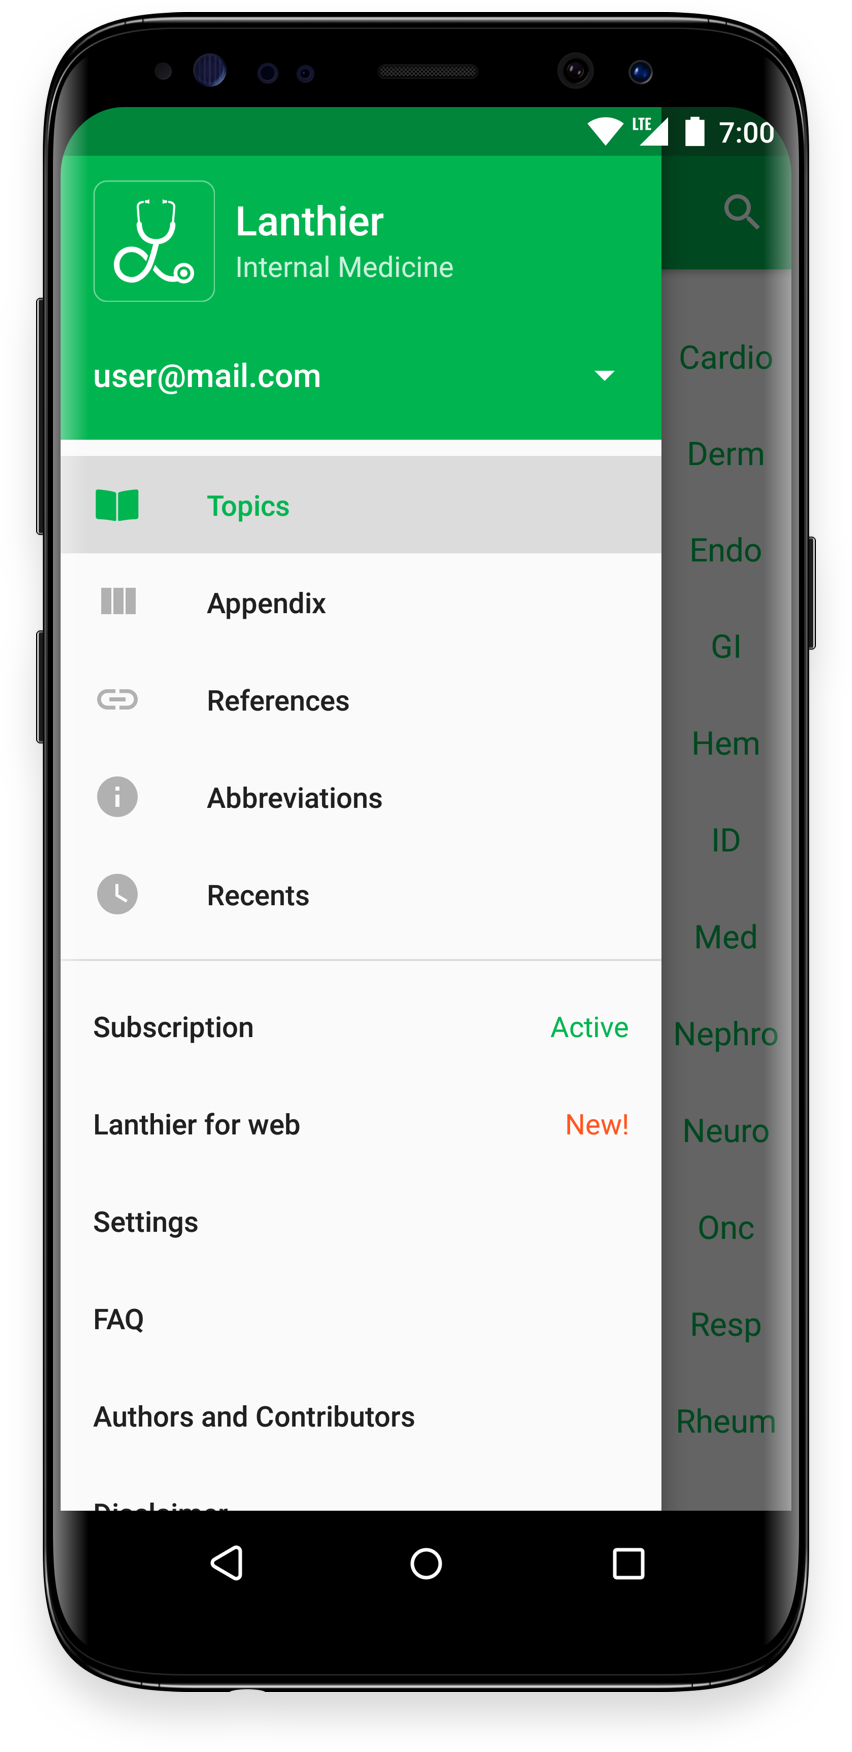 LTE 7:00
Lanthier
Internal Medicine
user@mail.com
Topics
Appendix
References
Abbreviations
Recents
Subscription Active
Lanthier for web New!
Settings
FAQ
Authors and Contributors
Disclaimer
Cardio
Derm
Endo
GI
Hem
ID
Med
Nephro
Neuro
Onc
Resp
Rheum